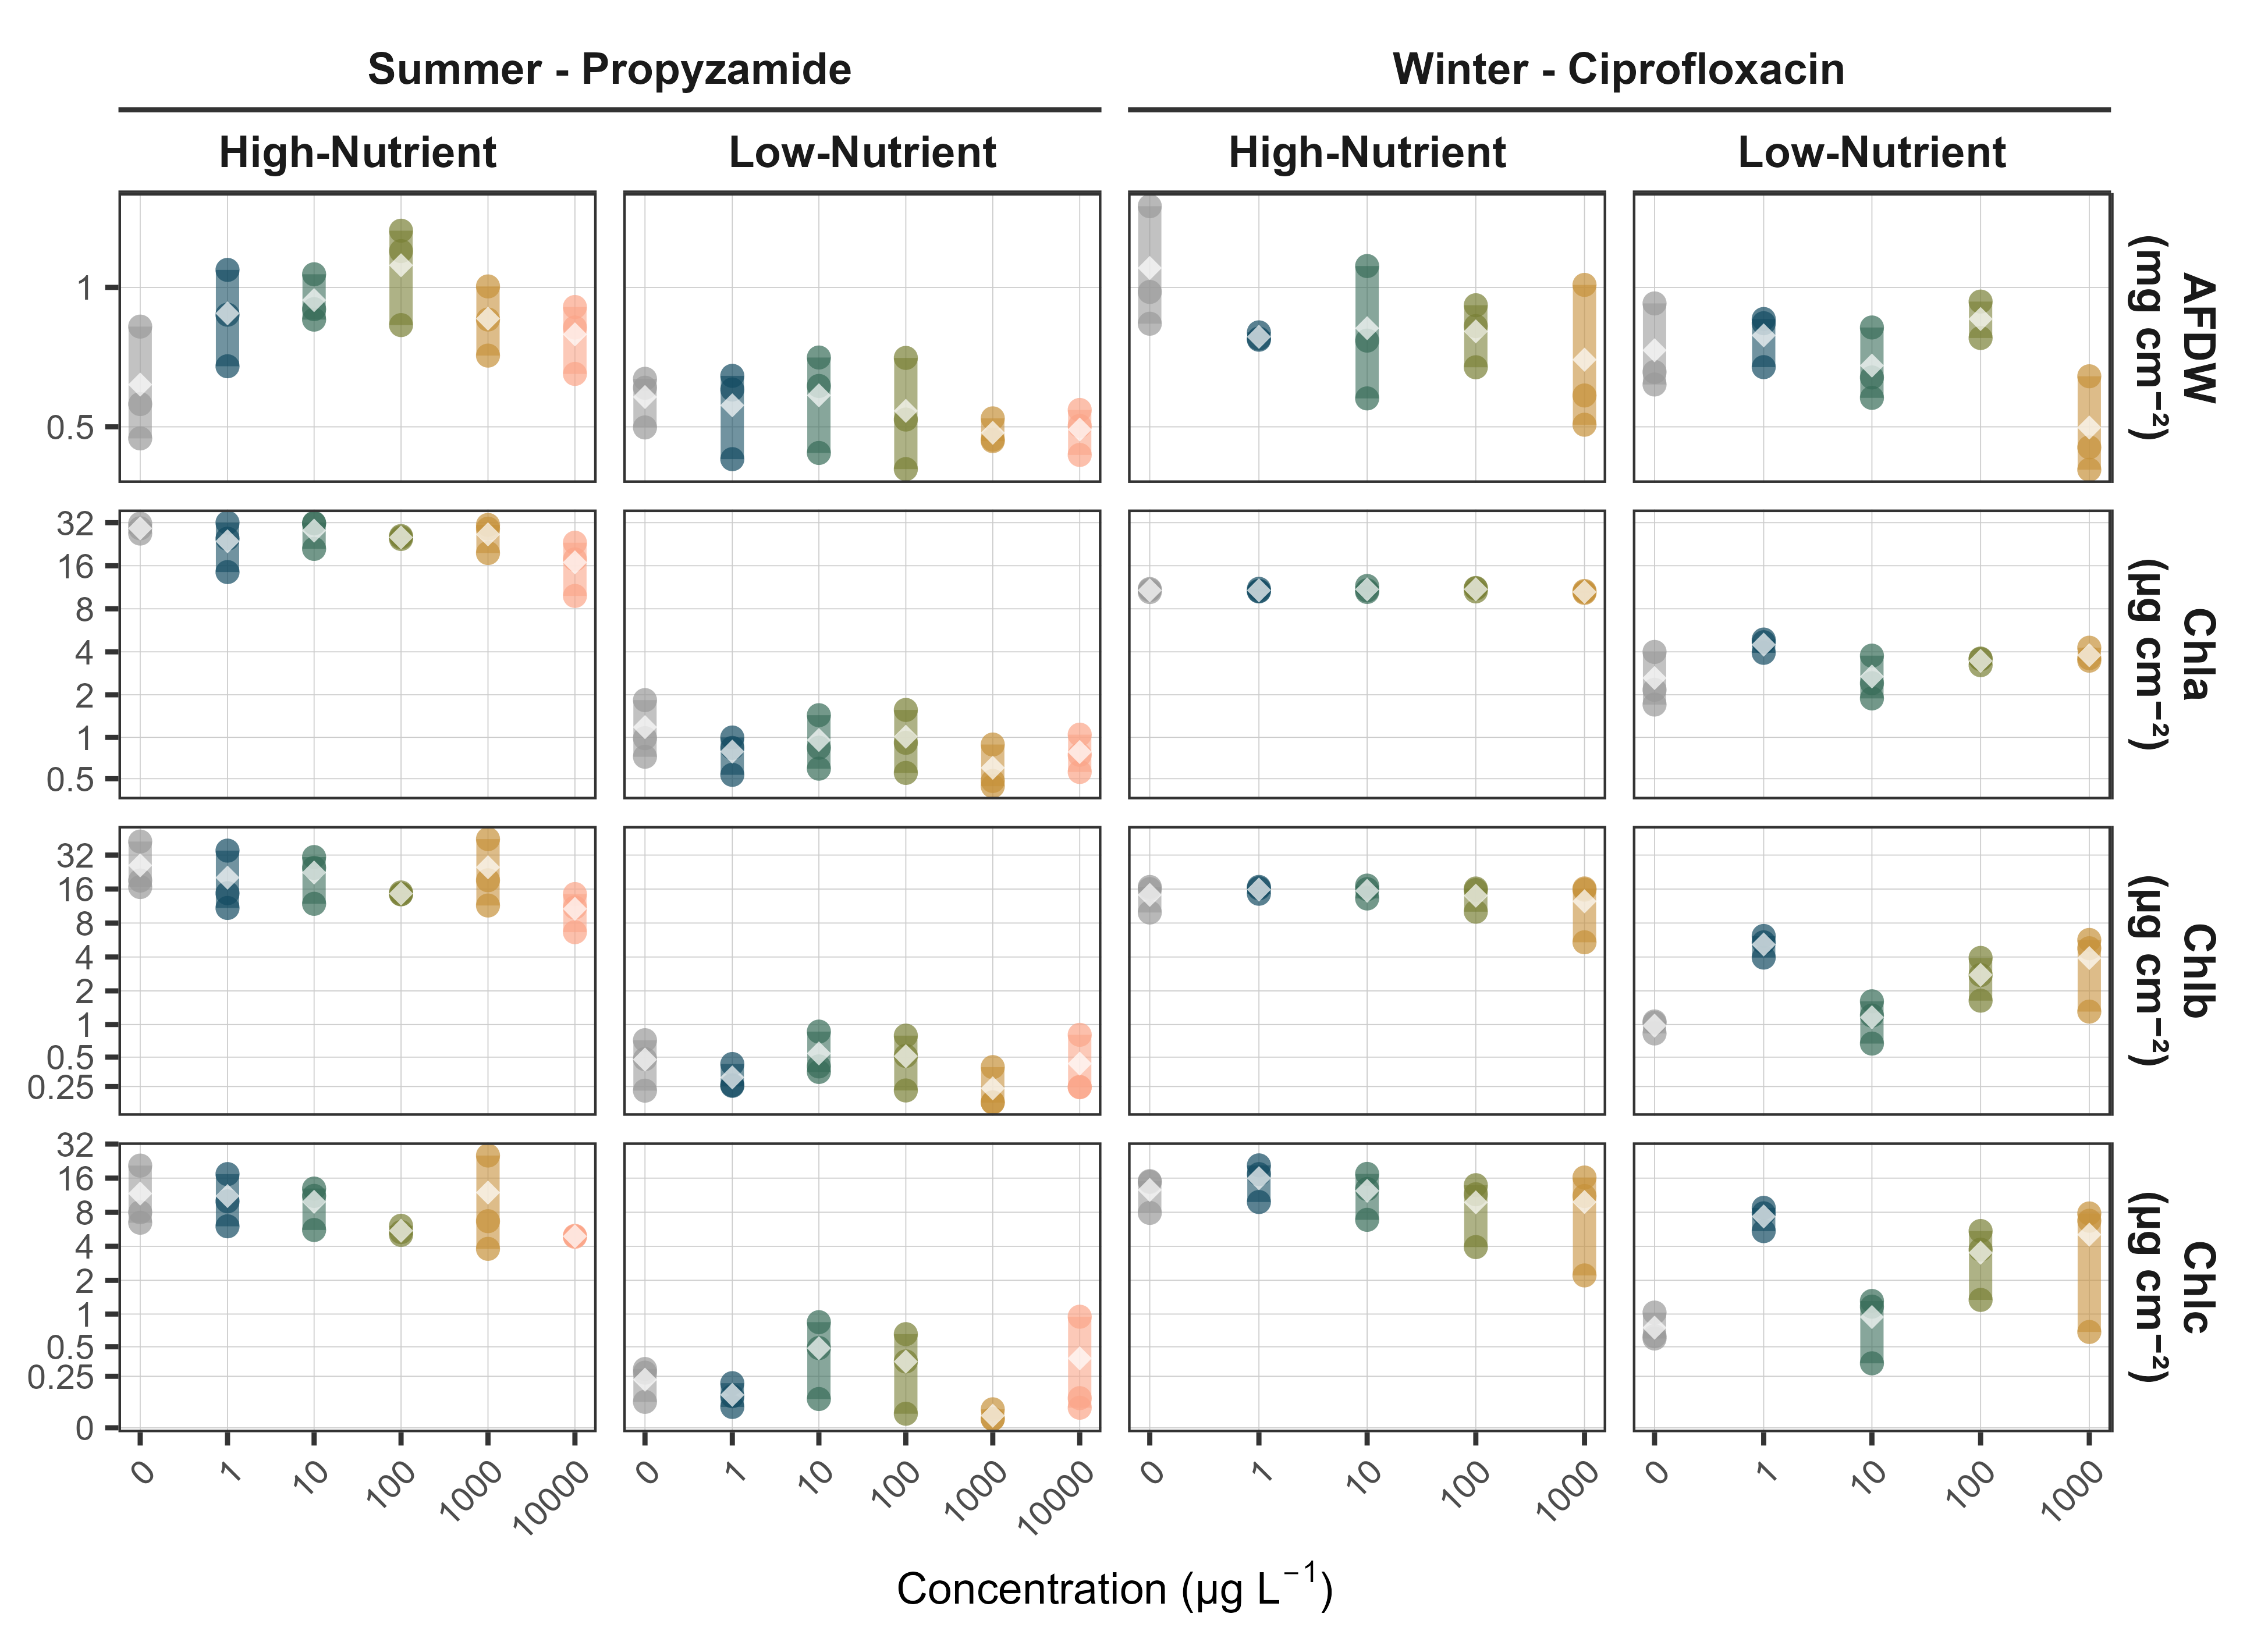 Summer - Propyzamide
Winter - Ciprofloxacin
High-Nutrient
Low-Nutrient
High-Nutrient
Low-Nutrient
1
0.5
AFDW
(mg cm⁻²)
32
16
8
4
2
1
0.5
Chla
(µg cm⁻²)
32
16
8
4
2
1
0.5
0.25
Chlb
(µg cm⁻²)
32
16
8
4
2
1
0.5
0.25
0
Chlc
(µg cm⁻²)
0 1 10 100 1000 10000
0 1 10 100 1000 10000
0 1 10 100 1000
0 1 10 100 1000
Concentration (µg L⁻¹)